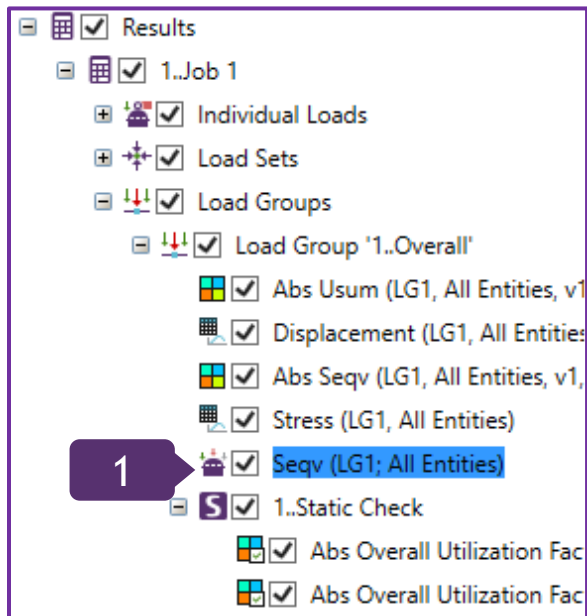 Results
1..Job 1
Individual Loads
Load Sets
Load Groups
Load Group '1..Overall'
Abs Usum (LG1, All Entities, v1
Displacement (LG1, All Entities
Abs Seqv (LG1, All Entities, v1,
Stress (LG1, All Entities)
1 Seqv (LG1; All Entities)
S 1..Static Check
Abs Overall Utilization Fac
Abs Overall Utilization Fac